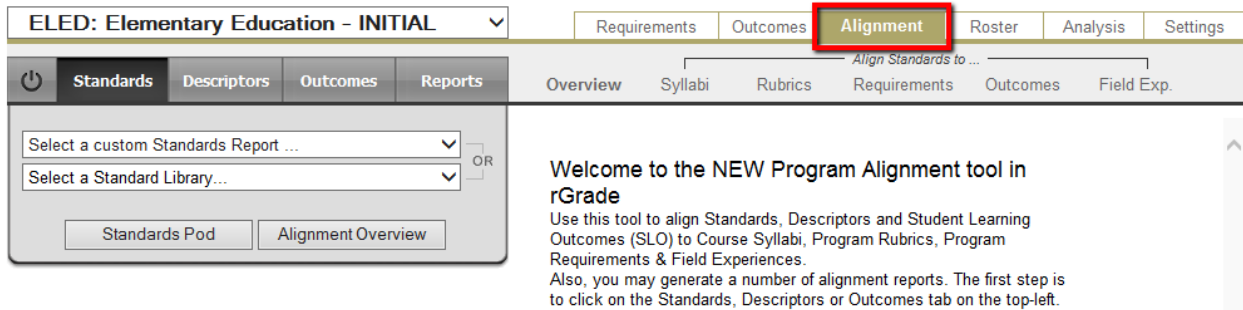 ELED: Elementary Education - INITIAL
Requirements Outcomes Alignment Roster Analysis Settings
Standards Descriptors Outcomes Reports
Align Standards to ...
Overview Syllabi Rubrics Requirements Outcomes Field Exp.
Select a custom Standards Report ...
OR
Select a Standard Library...
Standards Pod Alignment Overview
Welcome to the NEW Program Alignment tool in
rGrade
Use this tool to align Standards, Descriptors and Student Learning
Outcomes (SLO) to Course Syllabi, Program Rubrics, Program
Requirements & Field Experiences.
Also, you may generate a number of alignment reports. The first step is
to click on the Standards, Descriptors or Outcomes tab on the top-left.